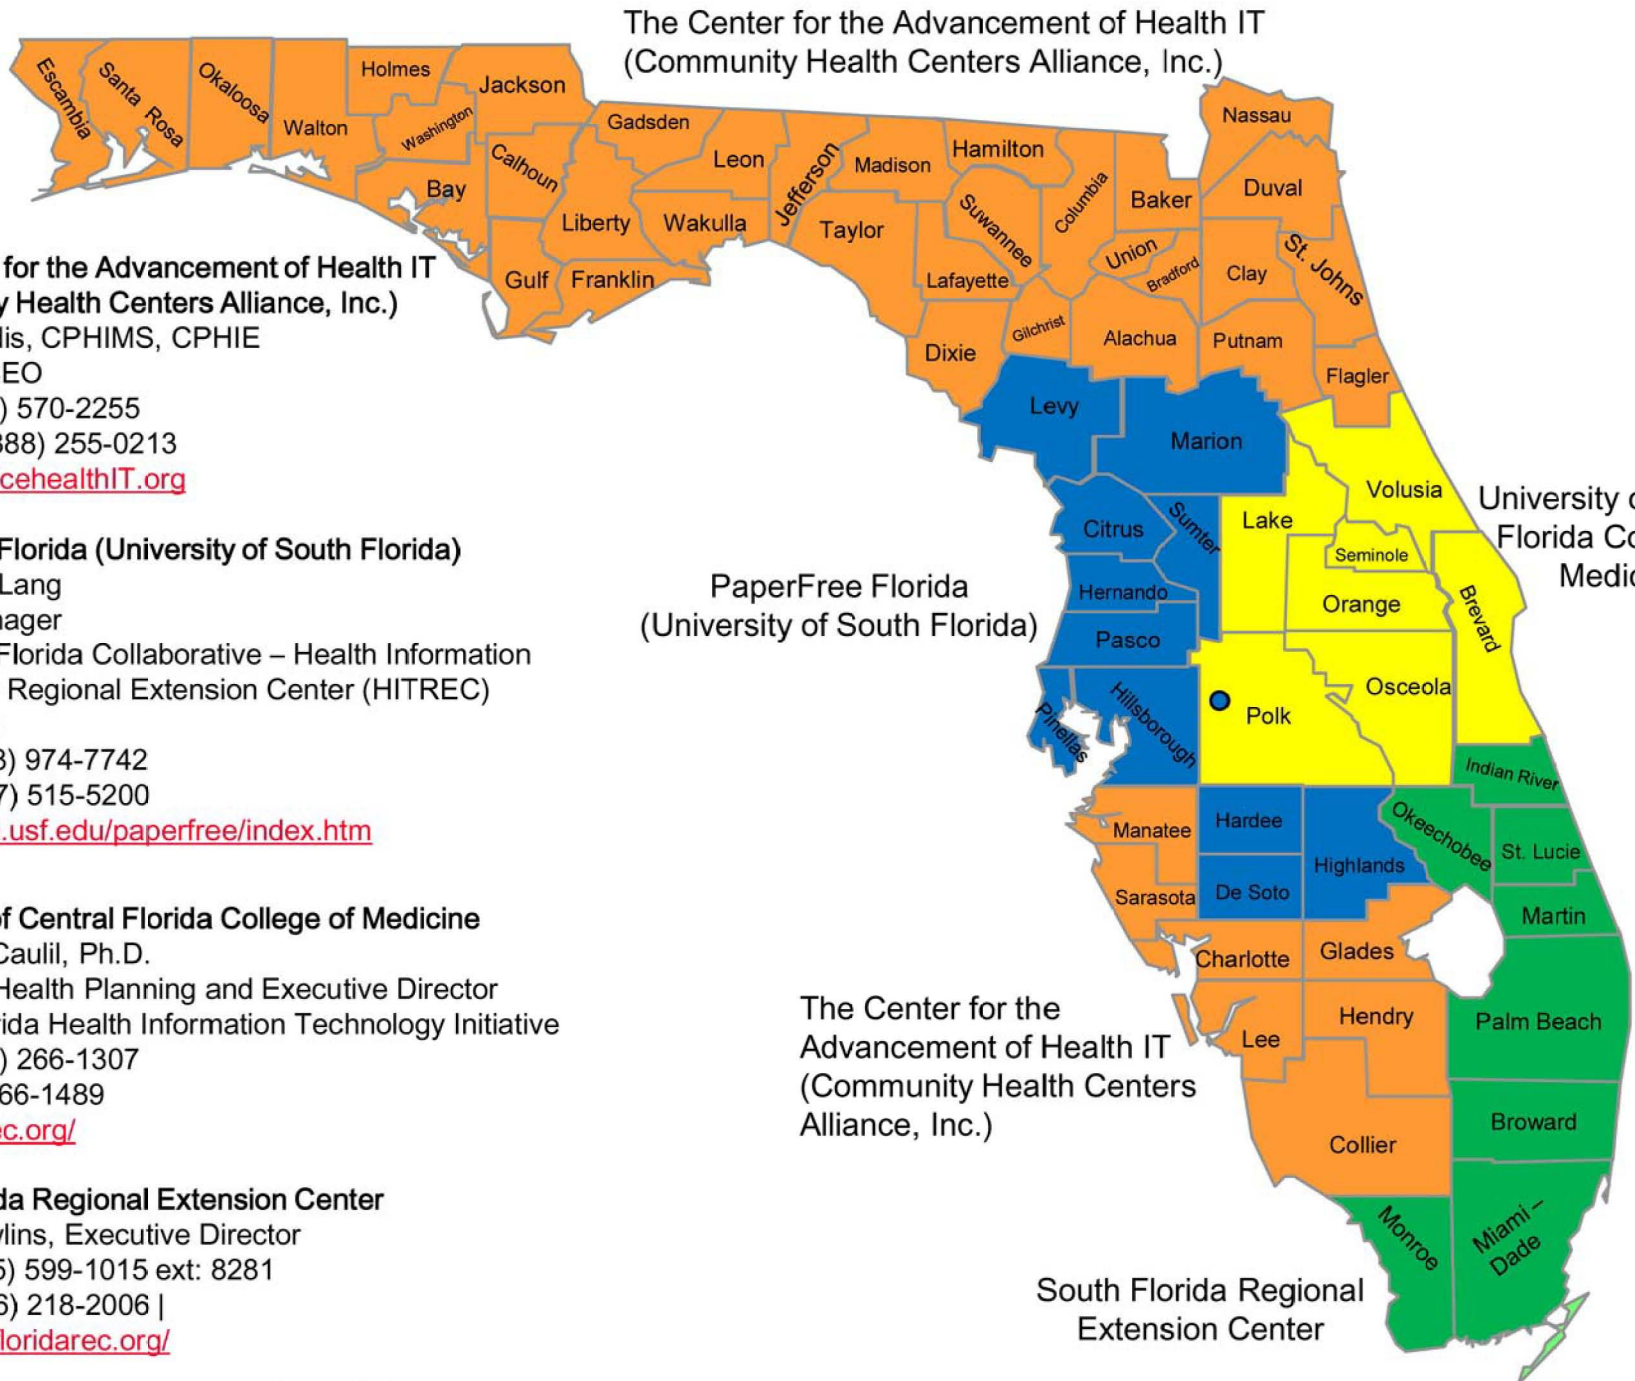 The Center for the Advancement of Health IT
(Community Health Centers Alliance, Inc.)
Escambia
Santa Rosa
Okaloosa
Walton
Holmes
Washington
Jackson
Bay
Calhoun
Gulf
Gadsden
Liberty
Franklin
Leon
Wakulla
Jefferson
Madison
Taylor
Hamilton
Suwannee
Lafayette
Dixie
Columbia
Gilchrist
Baker
Union
Bradford
Alachua
Nassau
Duval
Clay
St. Johns
Putnam
Flagler
for the Advancement of Health IT
y Health Centers Alliance, Inc.)
lis, CPHIMS, CPHIE
EO
) 570-2255
888) 255-0213
cehealthIT.org
Florida (University of South Florida)
Lang
nager
Florida Collaborative – Health Information
Regional Extension Center (HITREC)
3) 974-7742
7) 515-5200
i.usf.edu/paperfree/index.htm
of Central Florida College of Medicine
Caulil, Ph.D.
Health Planning and Executive Director
rida Health Information Technology Initiative
) 266-1307
66-1489
ec.org/
da Regional Extension Center
wlins, Executive Director
5) 599-1015 ext: 8281
6) 218-2006 |
floridarec.org/
Levy
Marion
Citrus
Sumter
Hernando
Pasco
Pinellas
Hillsborough
PaperFree Florida
(University of South Florida)
Volusia
Lake
Seminole
Orange
Brevard
Osceola
Polk
University o
Florida Co
Medic
Hardee
De Soto
Highlands
Indian River
Okeechobee
St. Lucie
Martin
Manatee
Sarasota
Charlotte
Glades
Lee
Hendry
Collier
Palm Beach
Broward
Miami –
Dade
Monroe
The Center for the
Advancement of Health IT
(Community Health Centers
Alliance, Inc.)
South Florida Regional
Extension Center